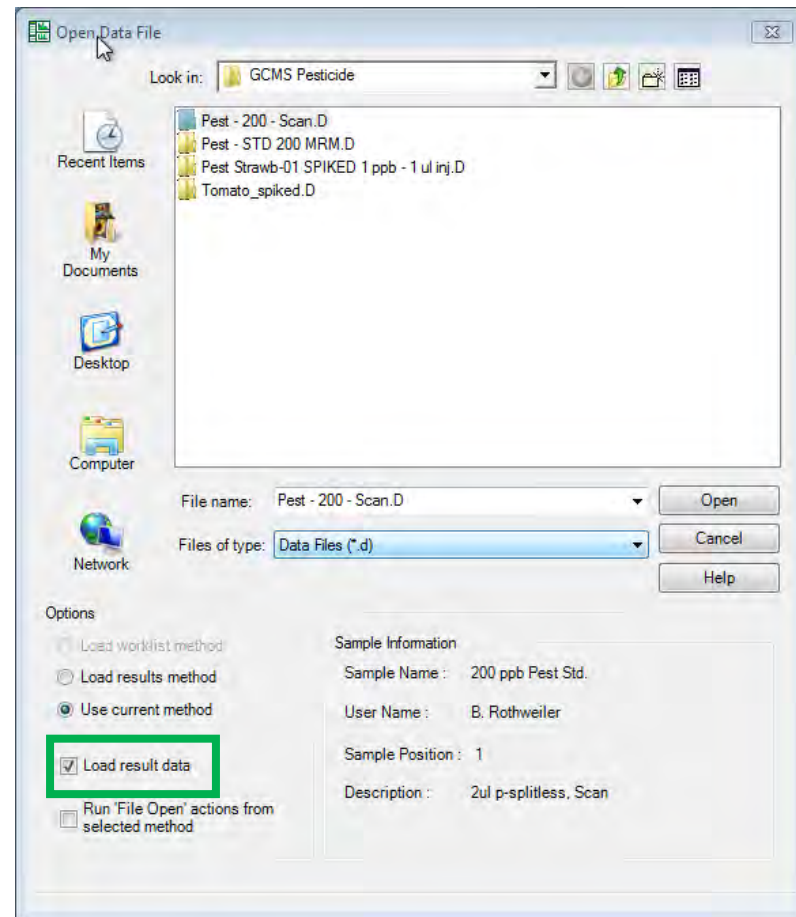 Open Data File
Look in: GCMS Pesticide
Recent Items
My
Documents
Desktop
Computer
Network
Pest - 200 - Scan.D
Pest - STD 200 MRM.D
Pest Strawb-01 SPIKED 1 ppb - 1 ul inj.D
Tomato_spiked.D
File name: Pest - 200 - Scan.D Open
Files of type: Data Files (*.d) Cancel
Help
Options
Load worklist method
Load results method
Use current method
Load result data
Run 'File Open' actions from
selected method
Sample Information
Sample Name : 200 ppb Pest Std.
User Name : B. Rothweiler
Sample Position : 1
Description : 2ul p-splitless, Scan